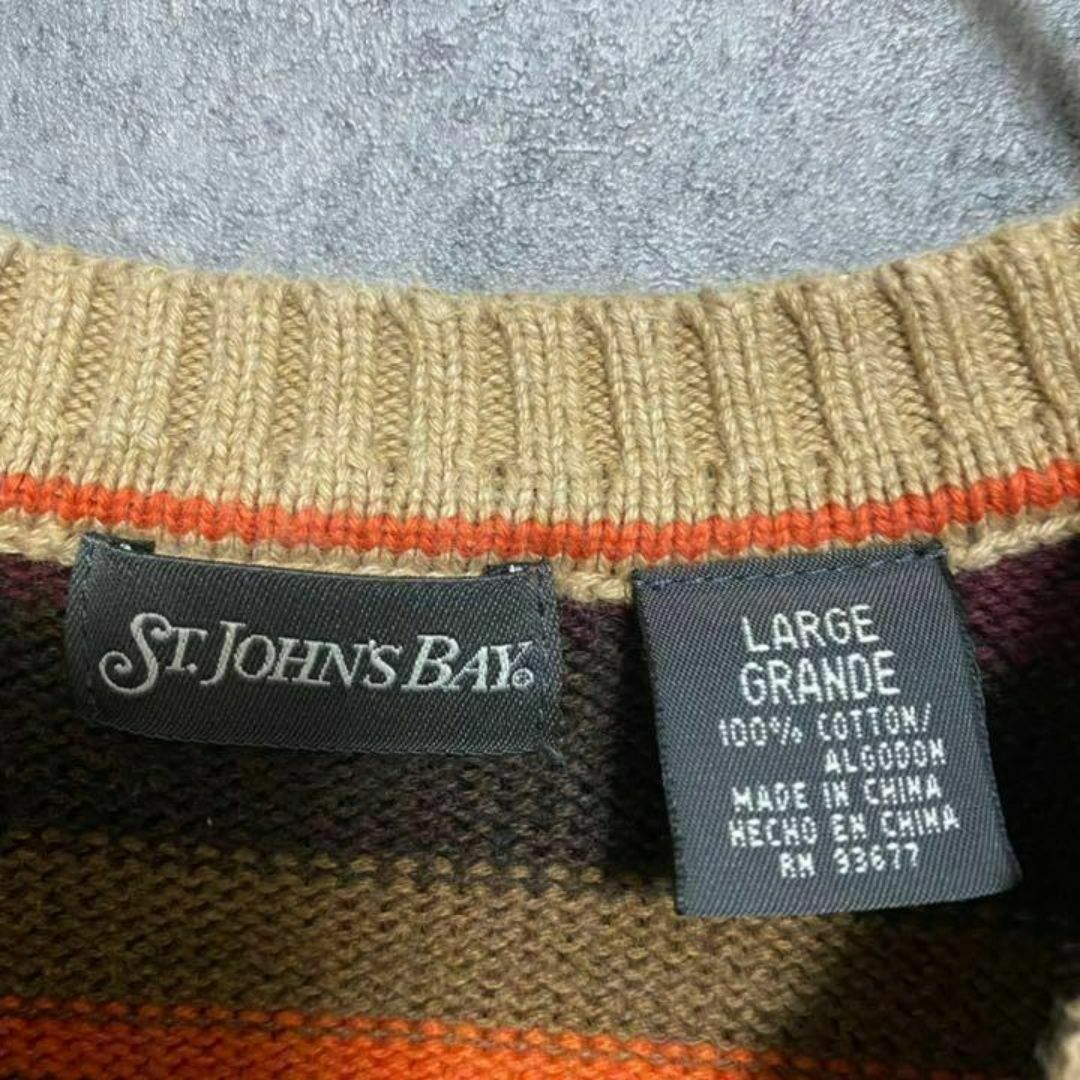 ST. JOHN'S BAY®
LARGE
GRANDE
100% COTTON/
ALGODON
MADE IN CHINA
HECHO EN CHINA
RN 93677